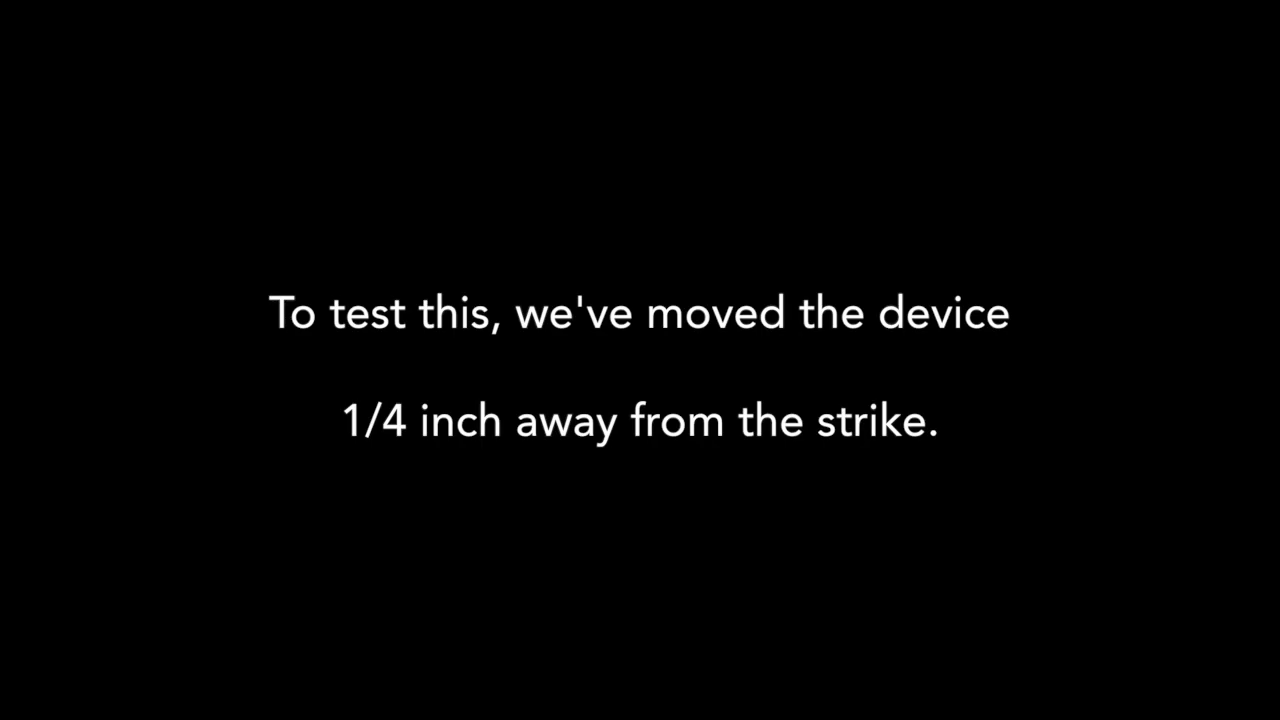 To test this, we've moved the device
1/4 inch away from the strike.